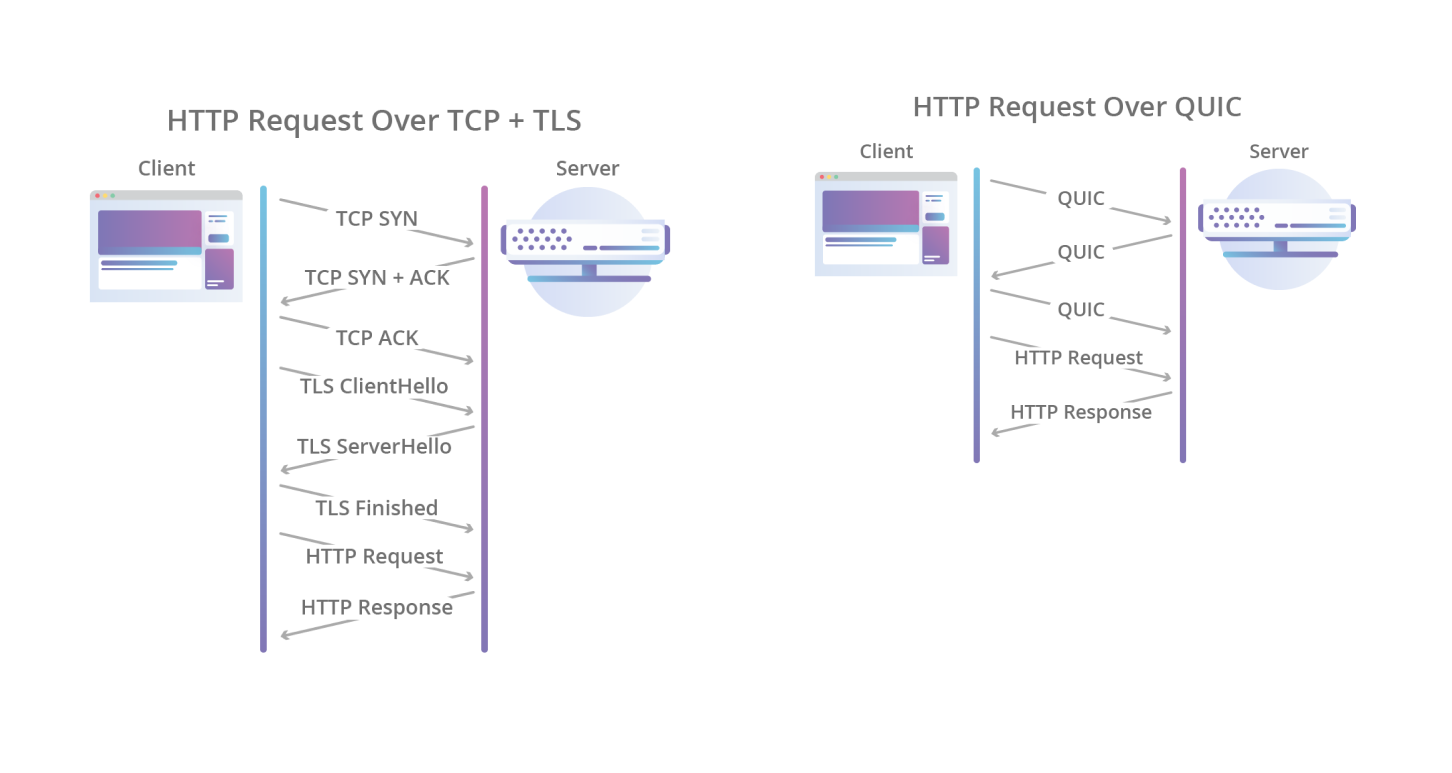 HTTP Request Over TCP + TLS
Client
Server
TCP SYN
TCP SYN + ACK
TCP ACK
TLS ClientHello
TLS ServerHello
TLS Finished
HTTP Request
HTTP Response
HTTP Request Over QUIC
Client
Server
QUIC
QUIC
QUIC
HTTP Request
HTTP Response